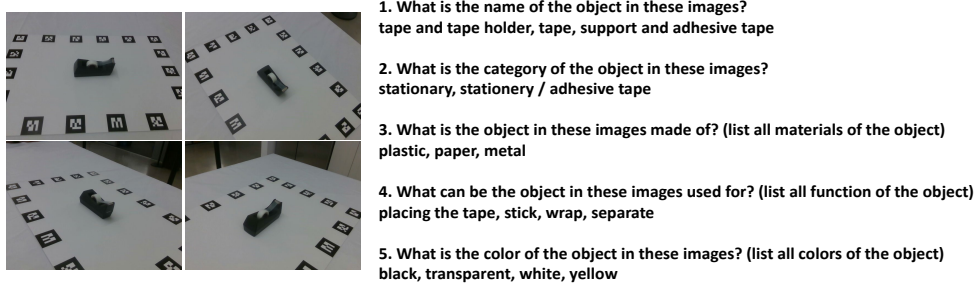 1. What is the name of the object in these images?
tape and tape holder, tape, support and adhesive tape
2. What is the category of the object in these images?
stationary, stationery / adhesive tape
3. What is the object in these images made of? (list all materials of the object)
plastic, paper, metal
4. What can be the object in these images used for? (list all function of the object)
placing the tape, stick, wrap, separate
5. What is the color of the object in these images? (list all colors of the object)
black, transparent, white, yellow